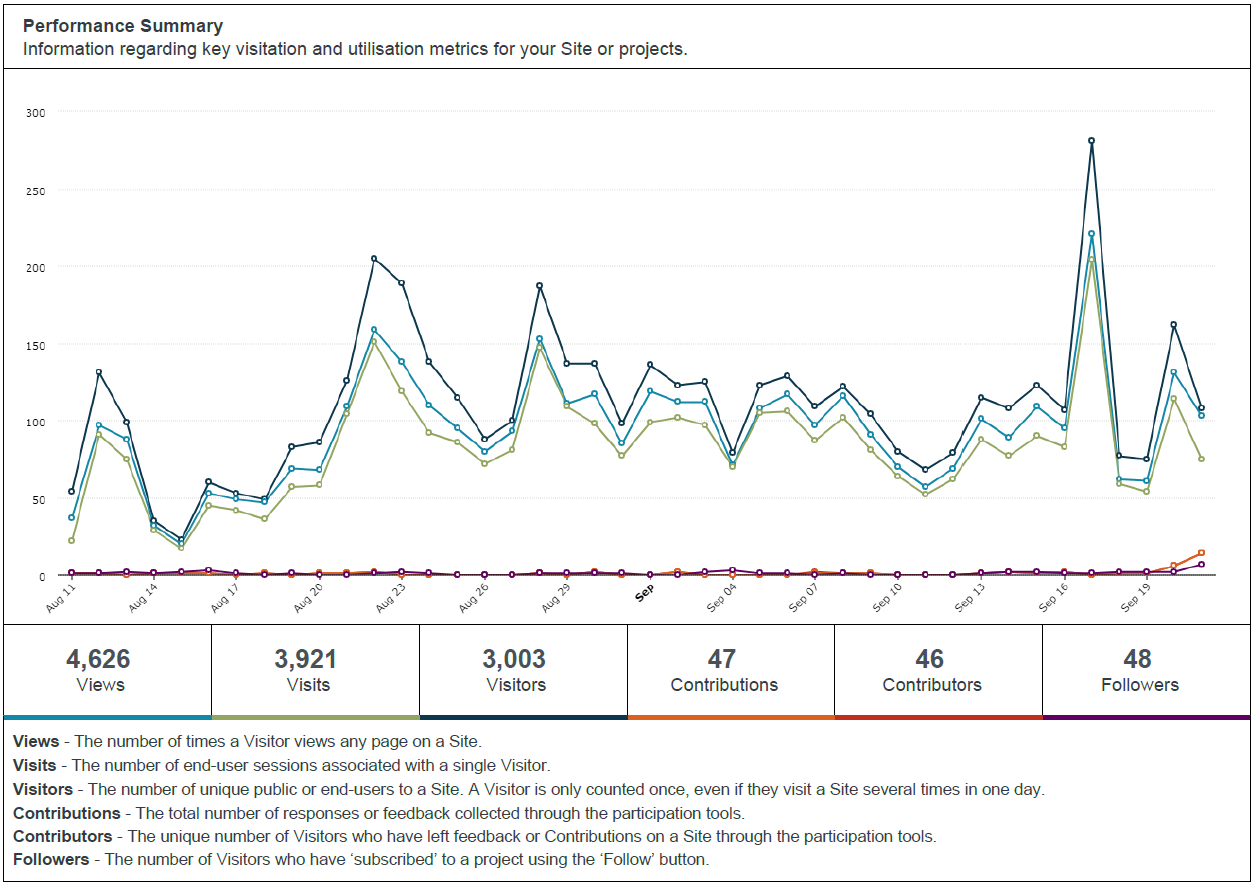 Performance Summary
Information regarding key visitation and utilisation metrics for your Site or projects.
300
250
200
150
100
50
0
Aug 11
Aug 14
Aug 17
Aug 20
Aug 23
Aug 26
Aug 29
Sep
Sep 04
Sep 07
Sep 10
Sep 13
Sep 16
Sep 19
4,626
Views
3,921
Visits
3,003
Visitors
47
Contributions
46
Contributors
48
Followers
Views - The number of times a Visitor views any page on a Site.
Visits - The number of end-user sessions associated with a single Visitor.
Visitors - The number of unique public or end-users to a Site. A Visitor is only counted once, even if they visit a Site several times in one day.
Contributions - The total number of responses or feedback collected through the participation tools.
Contributors - The unique number of Visitors who have left feedback or Contributions on a Site through the participation tools.
Followers - The number of Visitors who have ‘subscribed’ to a project using the ‘Follow’ button.